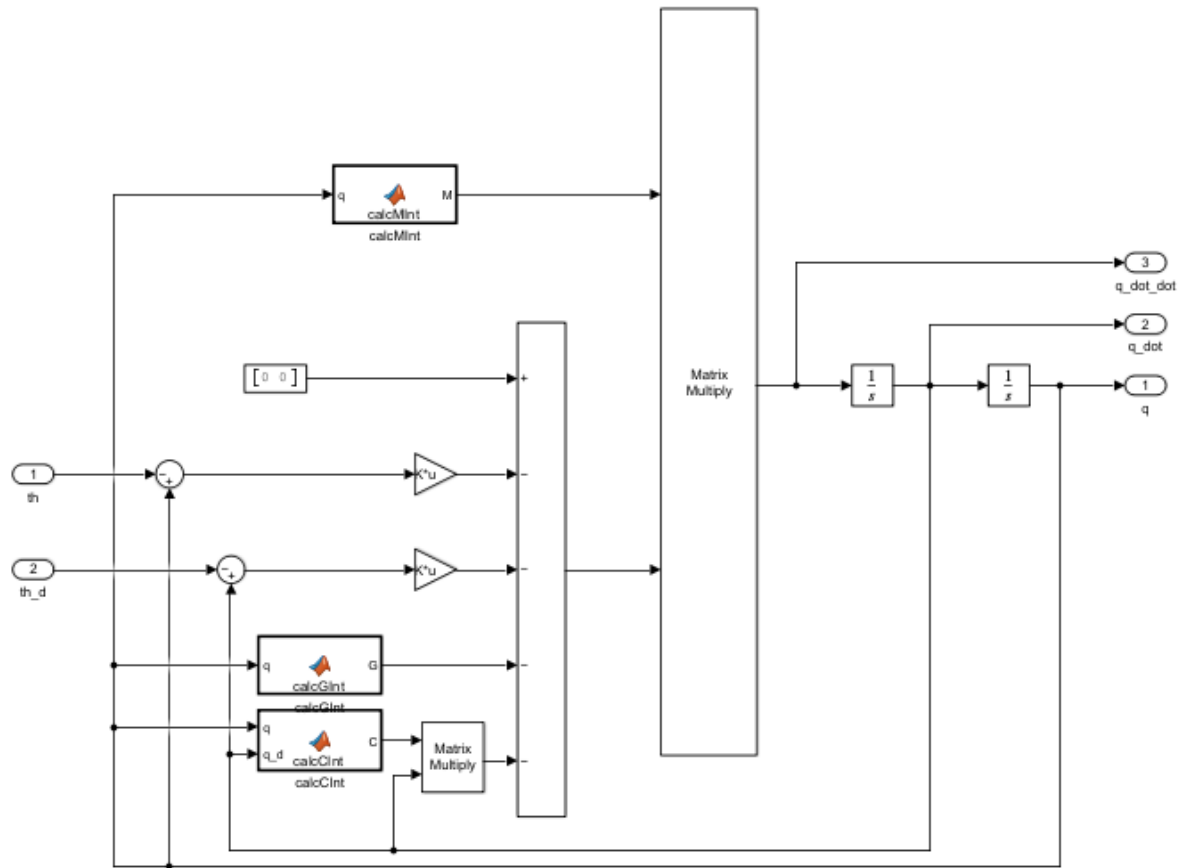 q
M
calcMInt
calcMInt
3
q_dot_dot
2
q_dot
[ 0 0 ]
+
Matrix
Multiply
1
s
1
s
1
q
1
th
−
+
K*u
−
2
th_d
−
+
K*u
−
q
G
−
calcGInt
calcGInt
q
q_d
C
calcCInt
calcCInt
Matrix
Multiply
−